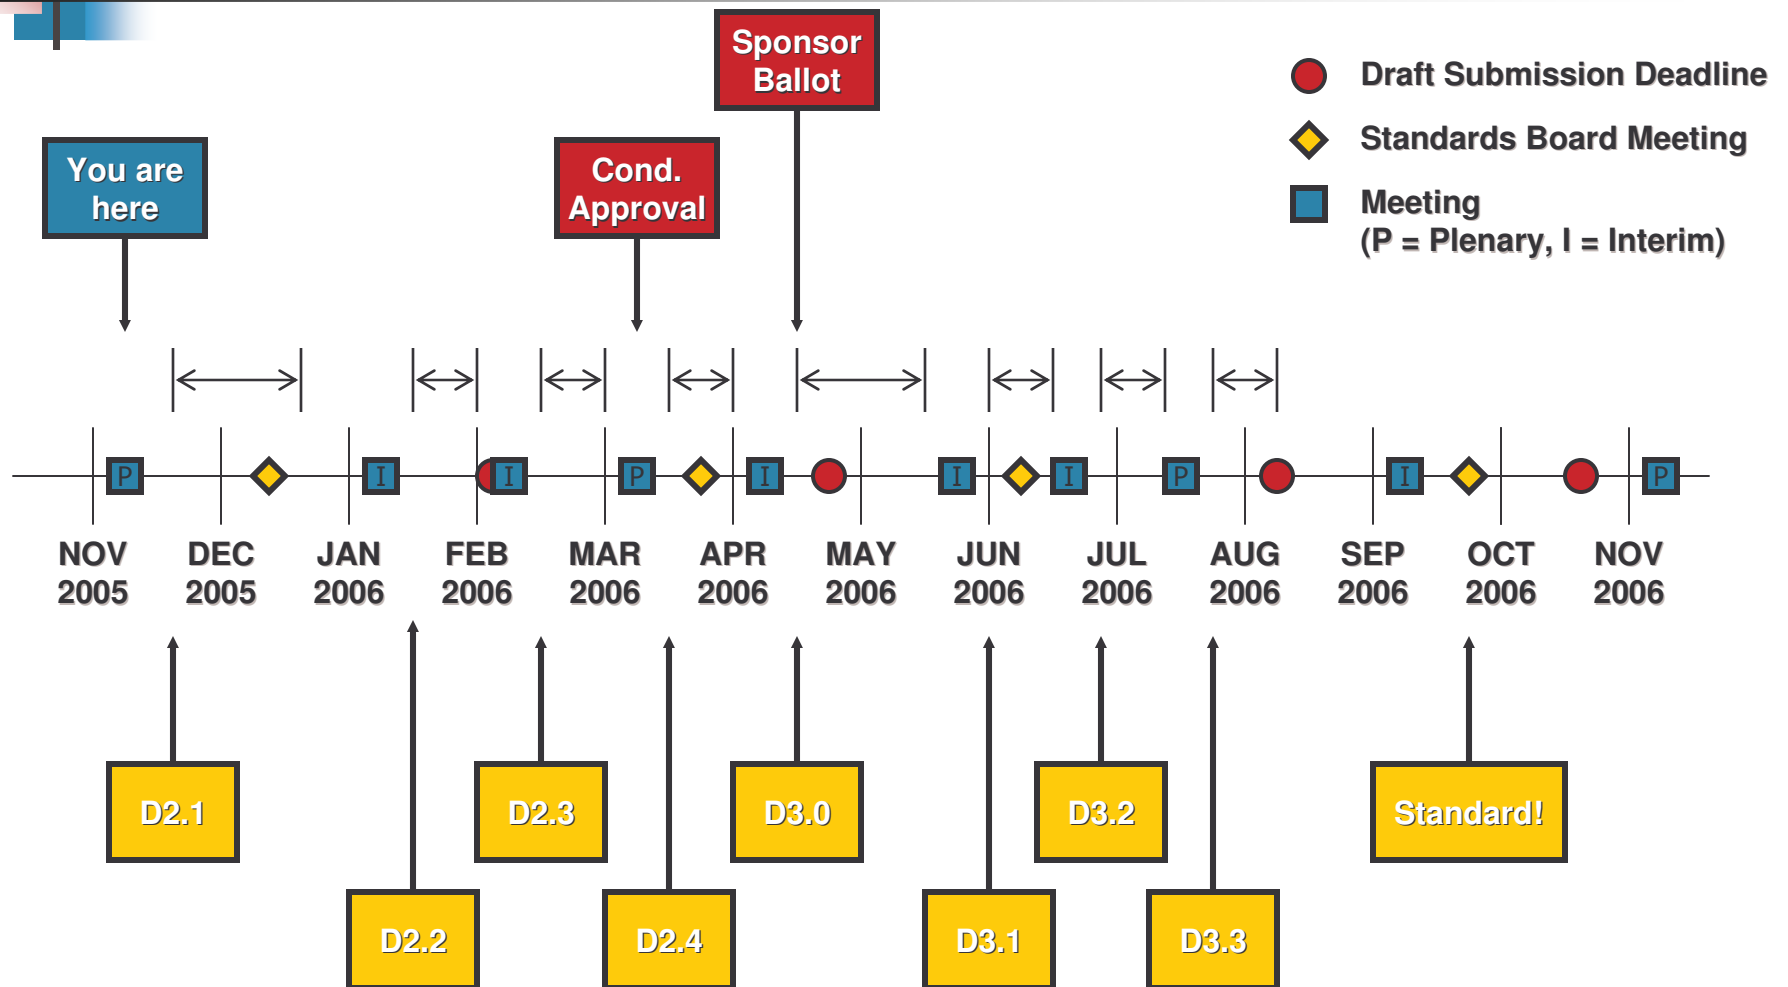 Sponsor
Ballot
Draft Submission Deadline
Standards Board Meeting
Meeting
(P = Plenary, I = Interim)
You are
here
Cond.
Approval
P
I
I
P
I
I
I
P
I
P
NOV
2005
DEC
2005
JAN
2006
FEB
2006
MAR
2006
APR
2006
MAY
2006
JUN
2006
JUL
2006
AUG
2006
SEP
2006
OCT
2006
NOV
2006
D2.1
D2.3
D3.0
D3.2
Standard!
D2.2
D2.4
D3.1
D3.3